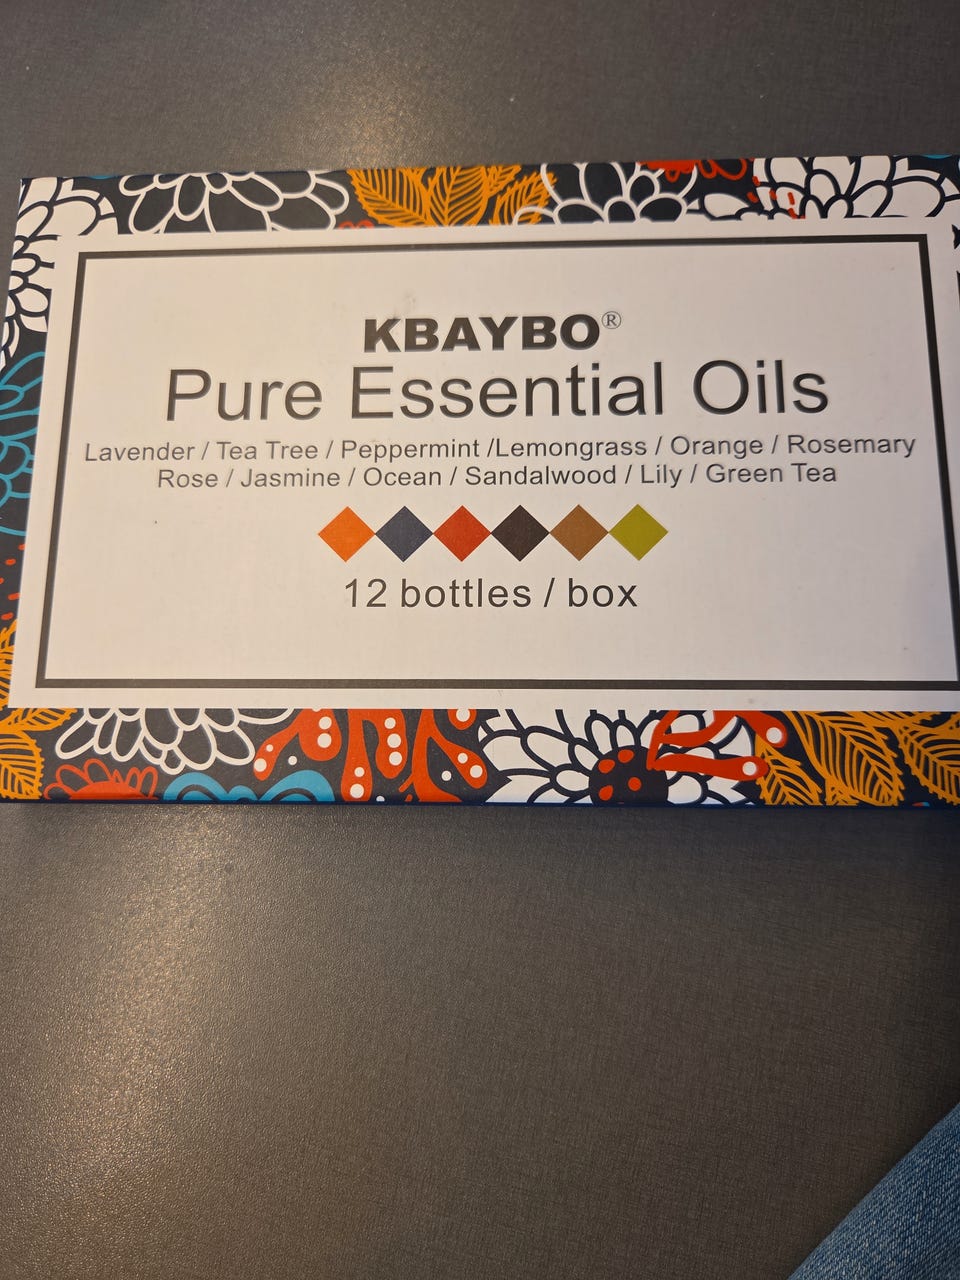 KBAYBO®
Pure Essential Oils
Lavender / Tea Tree / Peppermint /Lemongrass / Orange / Rosemary
Rose / Jasmine / Ocean / Sandalwood / Lily / Green Tea
12 bottles / box